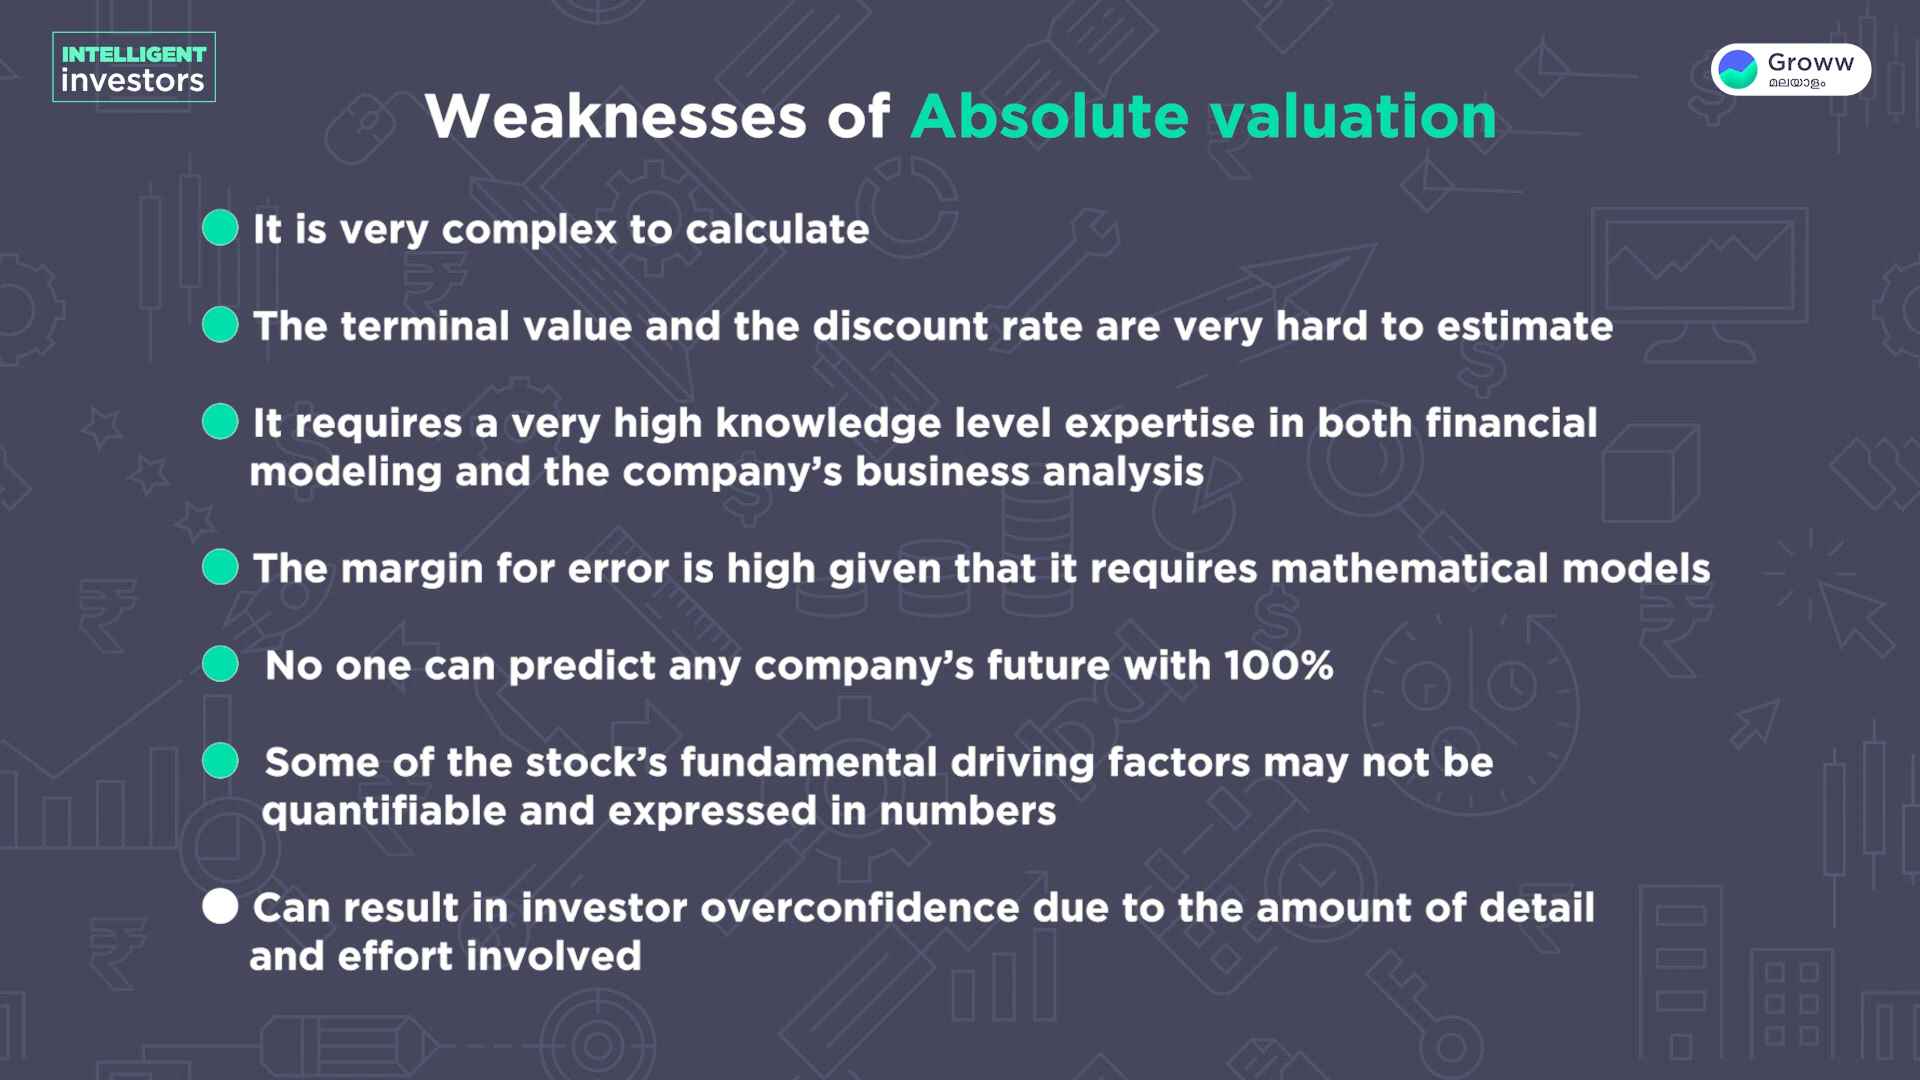 INTELLIGENT
investors
Groww
മലയാളം
Weaknesses of Absolute valuation
It is very complex to calculate
The terminal value and the discount rate are very hard to estimate
It requires a very high knowledge level expertise in both financial
modeling and the company’s business analysis
The margin for error is high given that it requires mathematical models
No one can predict any company’s future with 100%
Some of the stock’s fundamental driving factors may not be
quantifiable and expressed in numbers
Can result in investor overconfidence due to the amount of detail
and effort involved